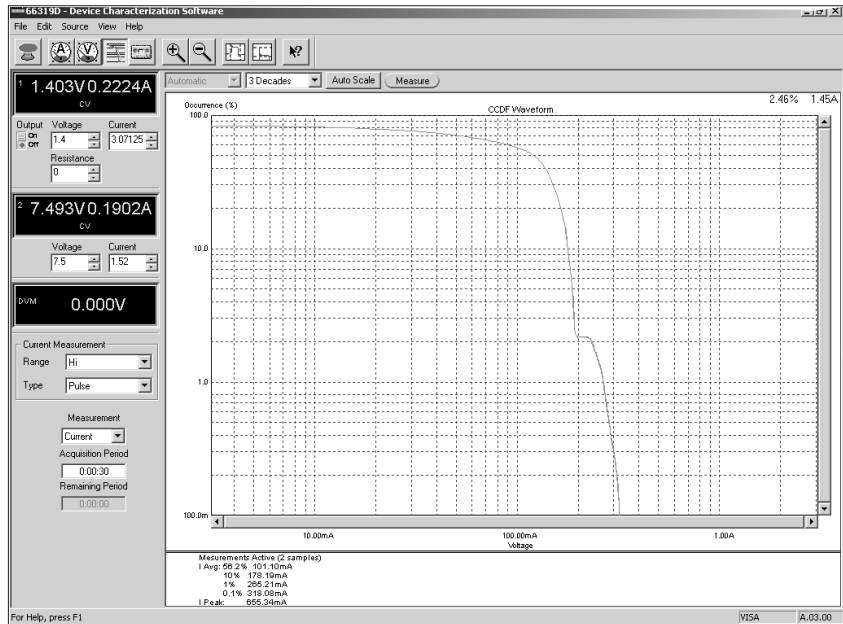 66319D - Device Characterization Software
File Edit Source View Help
Automatic 3 Decades Auto Scale Measure
1 1.403V 0.2224A
CV
Output Voltage Current
On
Off
1.4 3.07125
Resistance
0
2 7.493V 0.1902A
CV
Voltage Current
7.5 1.52
DVM 0.000V
Current Measurement
Range Hi
Type Pulse
Measurement
Current
Acquisition Period
0:00:30
Remaining Period
0:00:00
2.46% 1.45A
Occurrence (%)
CCDF Waveform
100.0
10.0
1.0
100.0m
10.00mA 100.00mA 1.00A
Voltage
Mesurements Active (2 samples)
I Avg: 56.2% 101.10mA
10% 178.19mA
1% 265.21mA
0.1% 318.08mA
I Peak: 655.34mA
For Help, press F1
VISA A.03.00